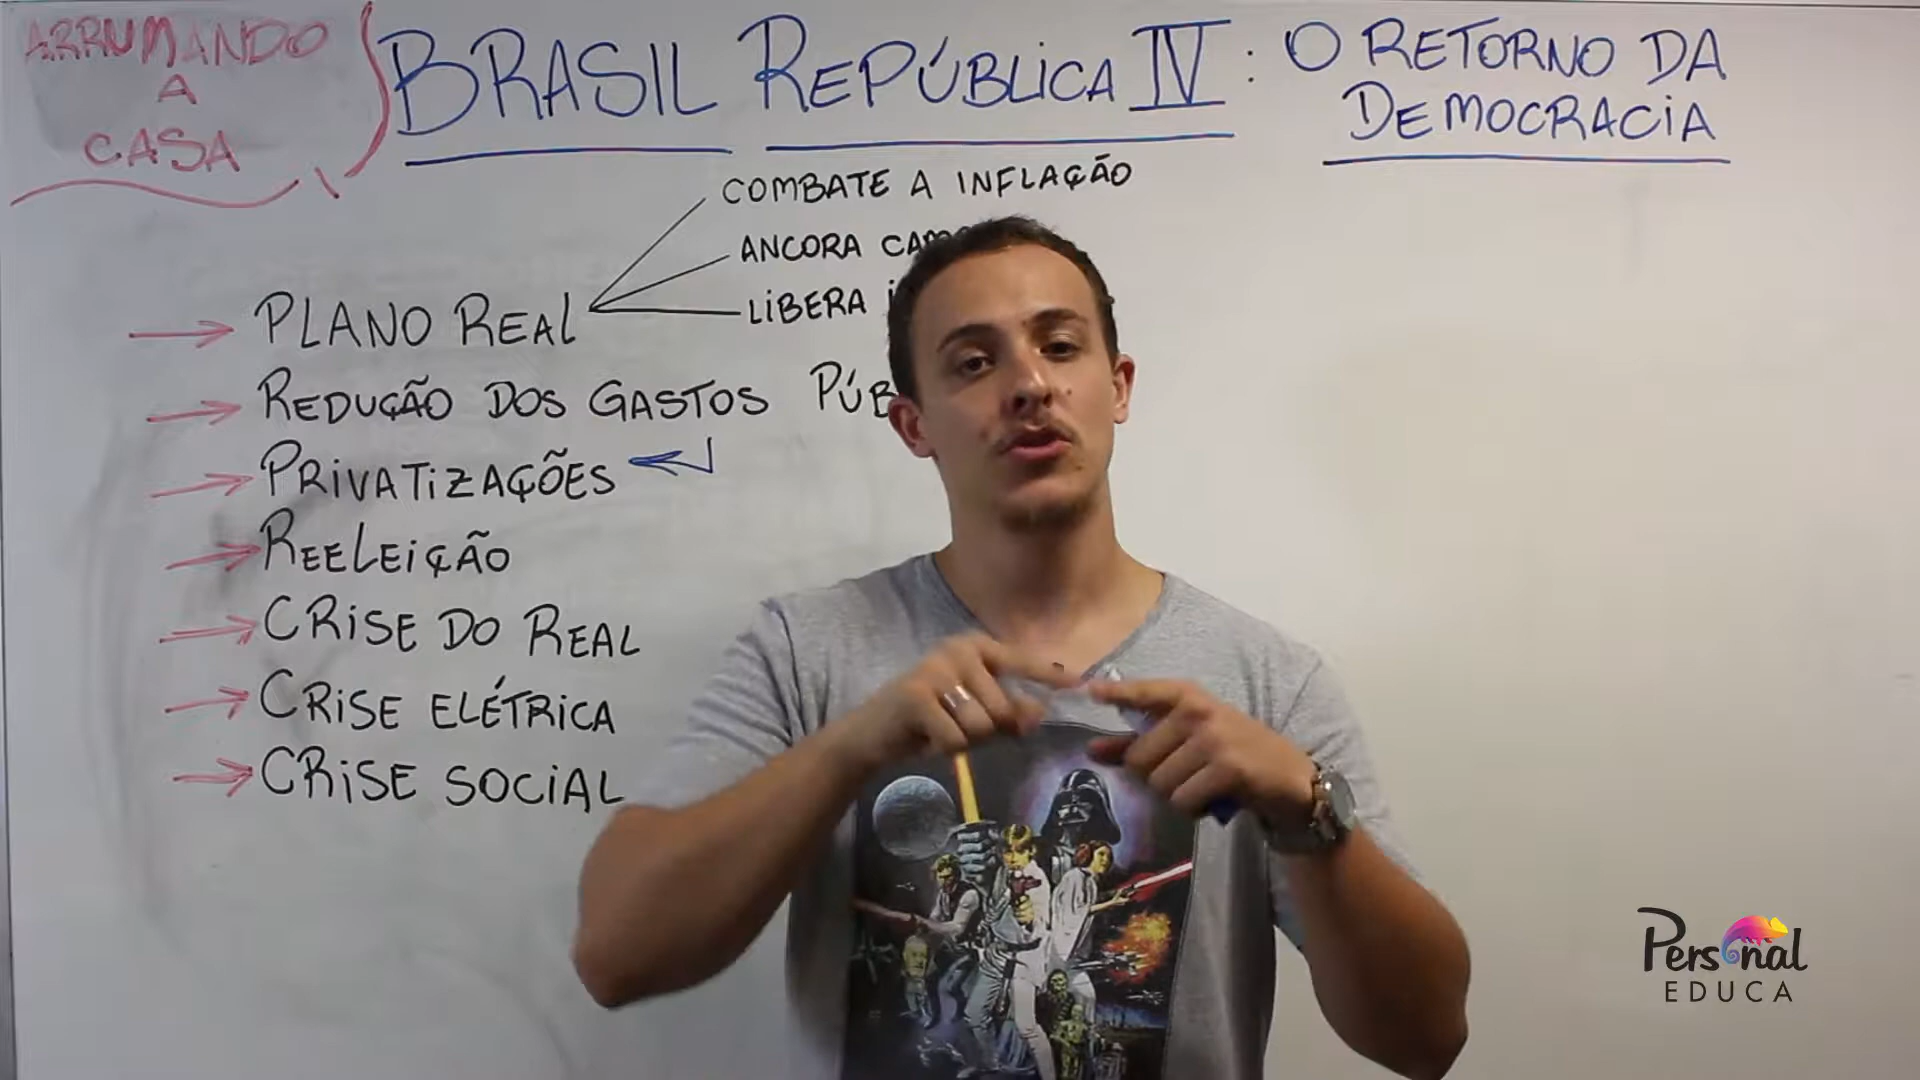 ARRUMANDO
A
CASA
BRASIL REPÚBLICA IV: O RETORNO DA
DEMOCRACIA
COMBATE A INFLAÇÃO
ANCORA
LIBERA
PLANO REAL
REDUÇÃO DOS GASTOS
PRIVATIZAÇÕES
REELEIÇÃO
CRISE DO REAL
CRISE ELÉTRICA
CRISE SOCIAL
Personal
EDUCA